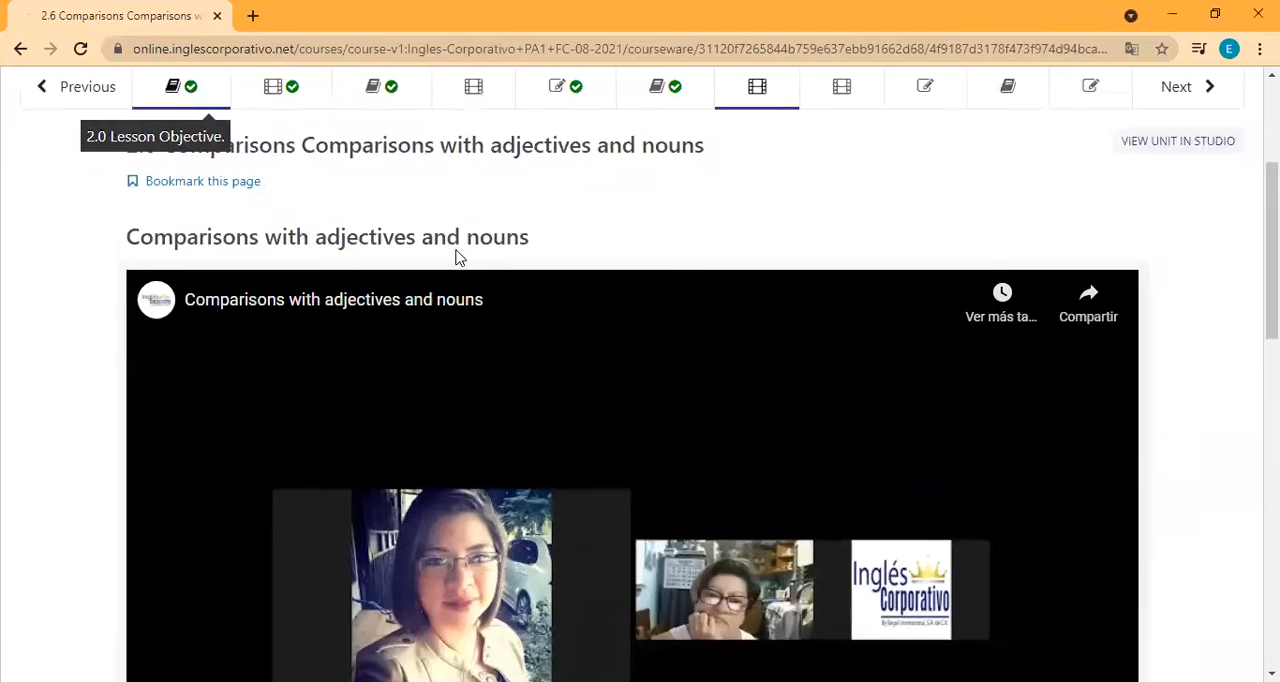 2.6 Comparisons Comparisons w
online.inglescorporativo.net/courses/course-v1:Ingles-Corporativo+PA1+FC-08-2021/courseware/31120f7265844b759e637ebb91662d68/4f9187d3178f473f974d94bca...
E
Previous
Next
2.0 Lesson Objective.
Comparisons Comparisons with adjectives and nouns
VIEW UNIT IN STUDIO
Bookmark this page
Comparisons with adjectives and nouns
Comparisons with adjectives and nouns
Ver más ta...
Compartir
Inglés
Corporativo